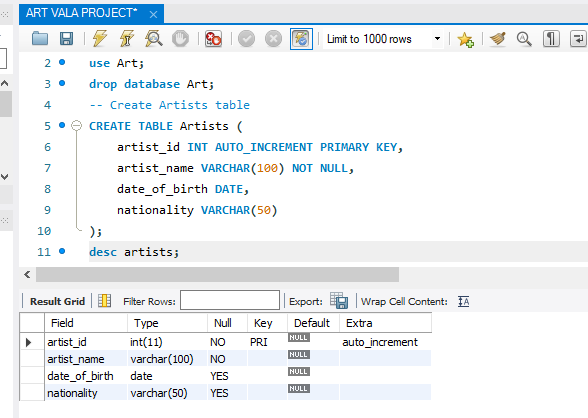 ART VALA PROJECT*
Limit to 1000 rows
2 use Art;
3 drop database Art;
4 -- Create Artists table
5 CREATE TABLE Artists (
6 artist_id INT AUTO_INCREMENT PRIMARY KEY,
7 artist_name VARCHAR(100) NOT NULL,
8 date_of_birth DATE,
9 nationality VARCHAR(50)
10 );
11 desc artists;
Result Grid Filter Rows: Export: Wrap Cell Content: IA
Field Type Null Key Default Extra
artist_id int(11) NO PRI NULL auto_increment
artist_name varchar(100) NO NULL
date_of_birth date YES NULL
nationality varchar(50) YES NULL